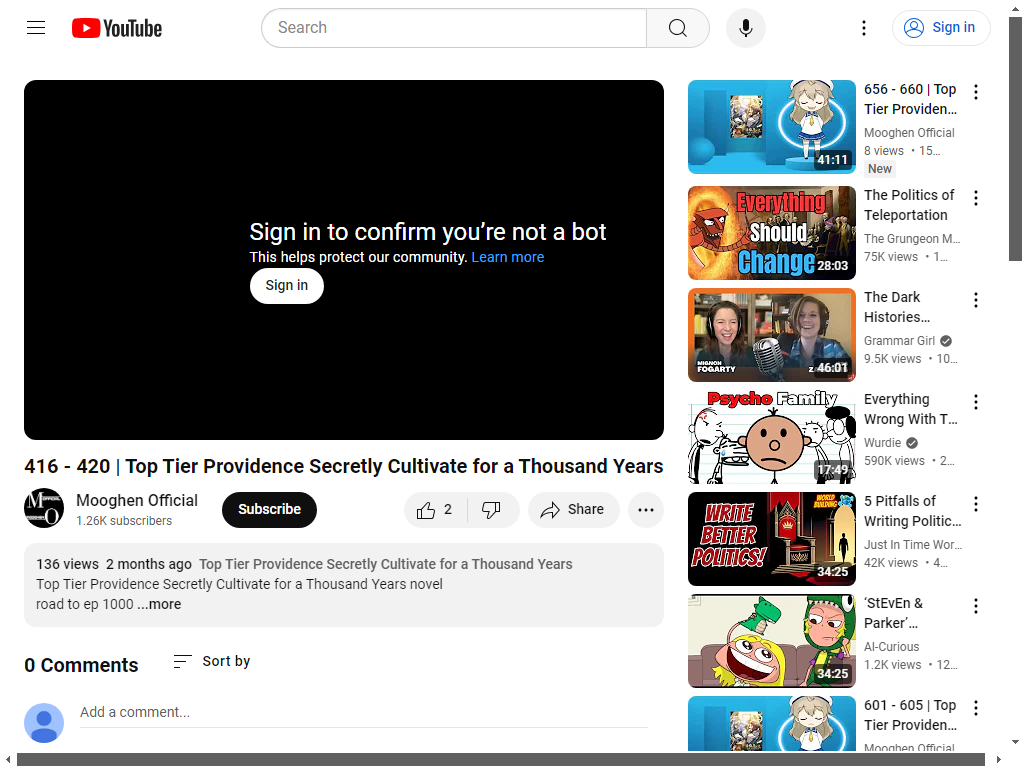 YouTube
Search
Sign in
Sign in to confirm you're not a bot
This helps protect our community. Learn more
Sign in
416 - 420 | Top Tier Providence Secretly Cultivate for a Thousand Years
Mooghen Official
1.26K subscribers
Subscribe
2
Share
136 views 2 months ago Top Tier Providence Secretly Cultivate for a Thousand Years
Top Tier Providence Secretly Cultivate for a Thousand Years novel
road to ep 1000 ...more
0 Comments
Sort by
Add a comment...
41:11
656 - 660 | Top
Tier Providen...
Mooghen Official
8 views • 15...
New
Everything
Should
Change
28:03
The Politics of
Teleportation
The Grungeon M...
75K views • 1...
MIGNON
FOGARTY
46:01
The Dark
Histories...
Grammar Girl
9.5K views • 10...
Psycho Family
17:49
Everything
Wrong With T...
Wurdie
590K views • 2...
WORLD
BUILDING
WRITE
BETTER
POLITICS!
34:25
5 Pitfalls of
Writing Politic...
Just In Time Wor...
42K views • 4...
34:25
'StEvEn &
Parker'...
AI-Curious
1.2K views • 12...
601 - 605 | Top
Tier Providen...
Mooghen Official